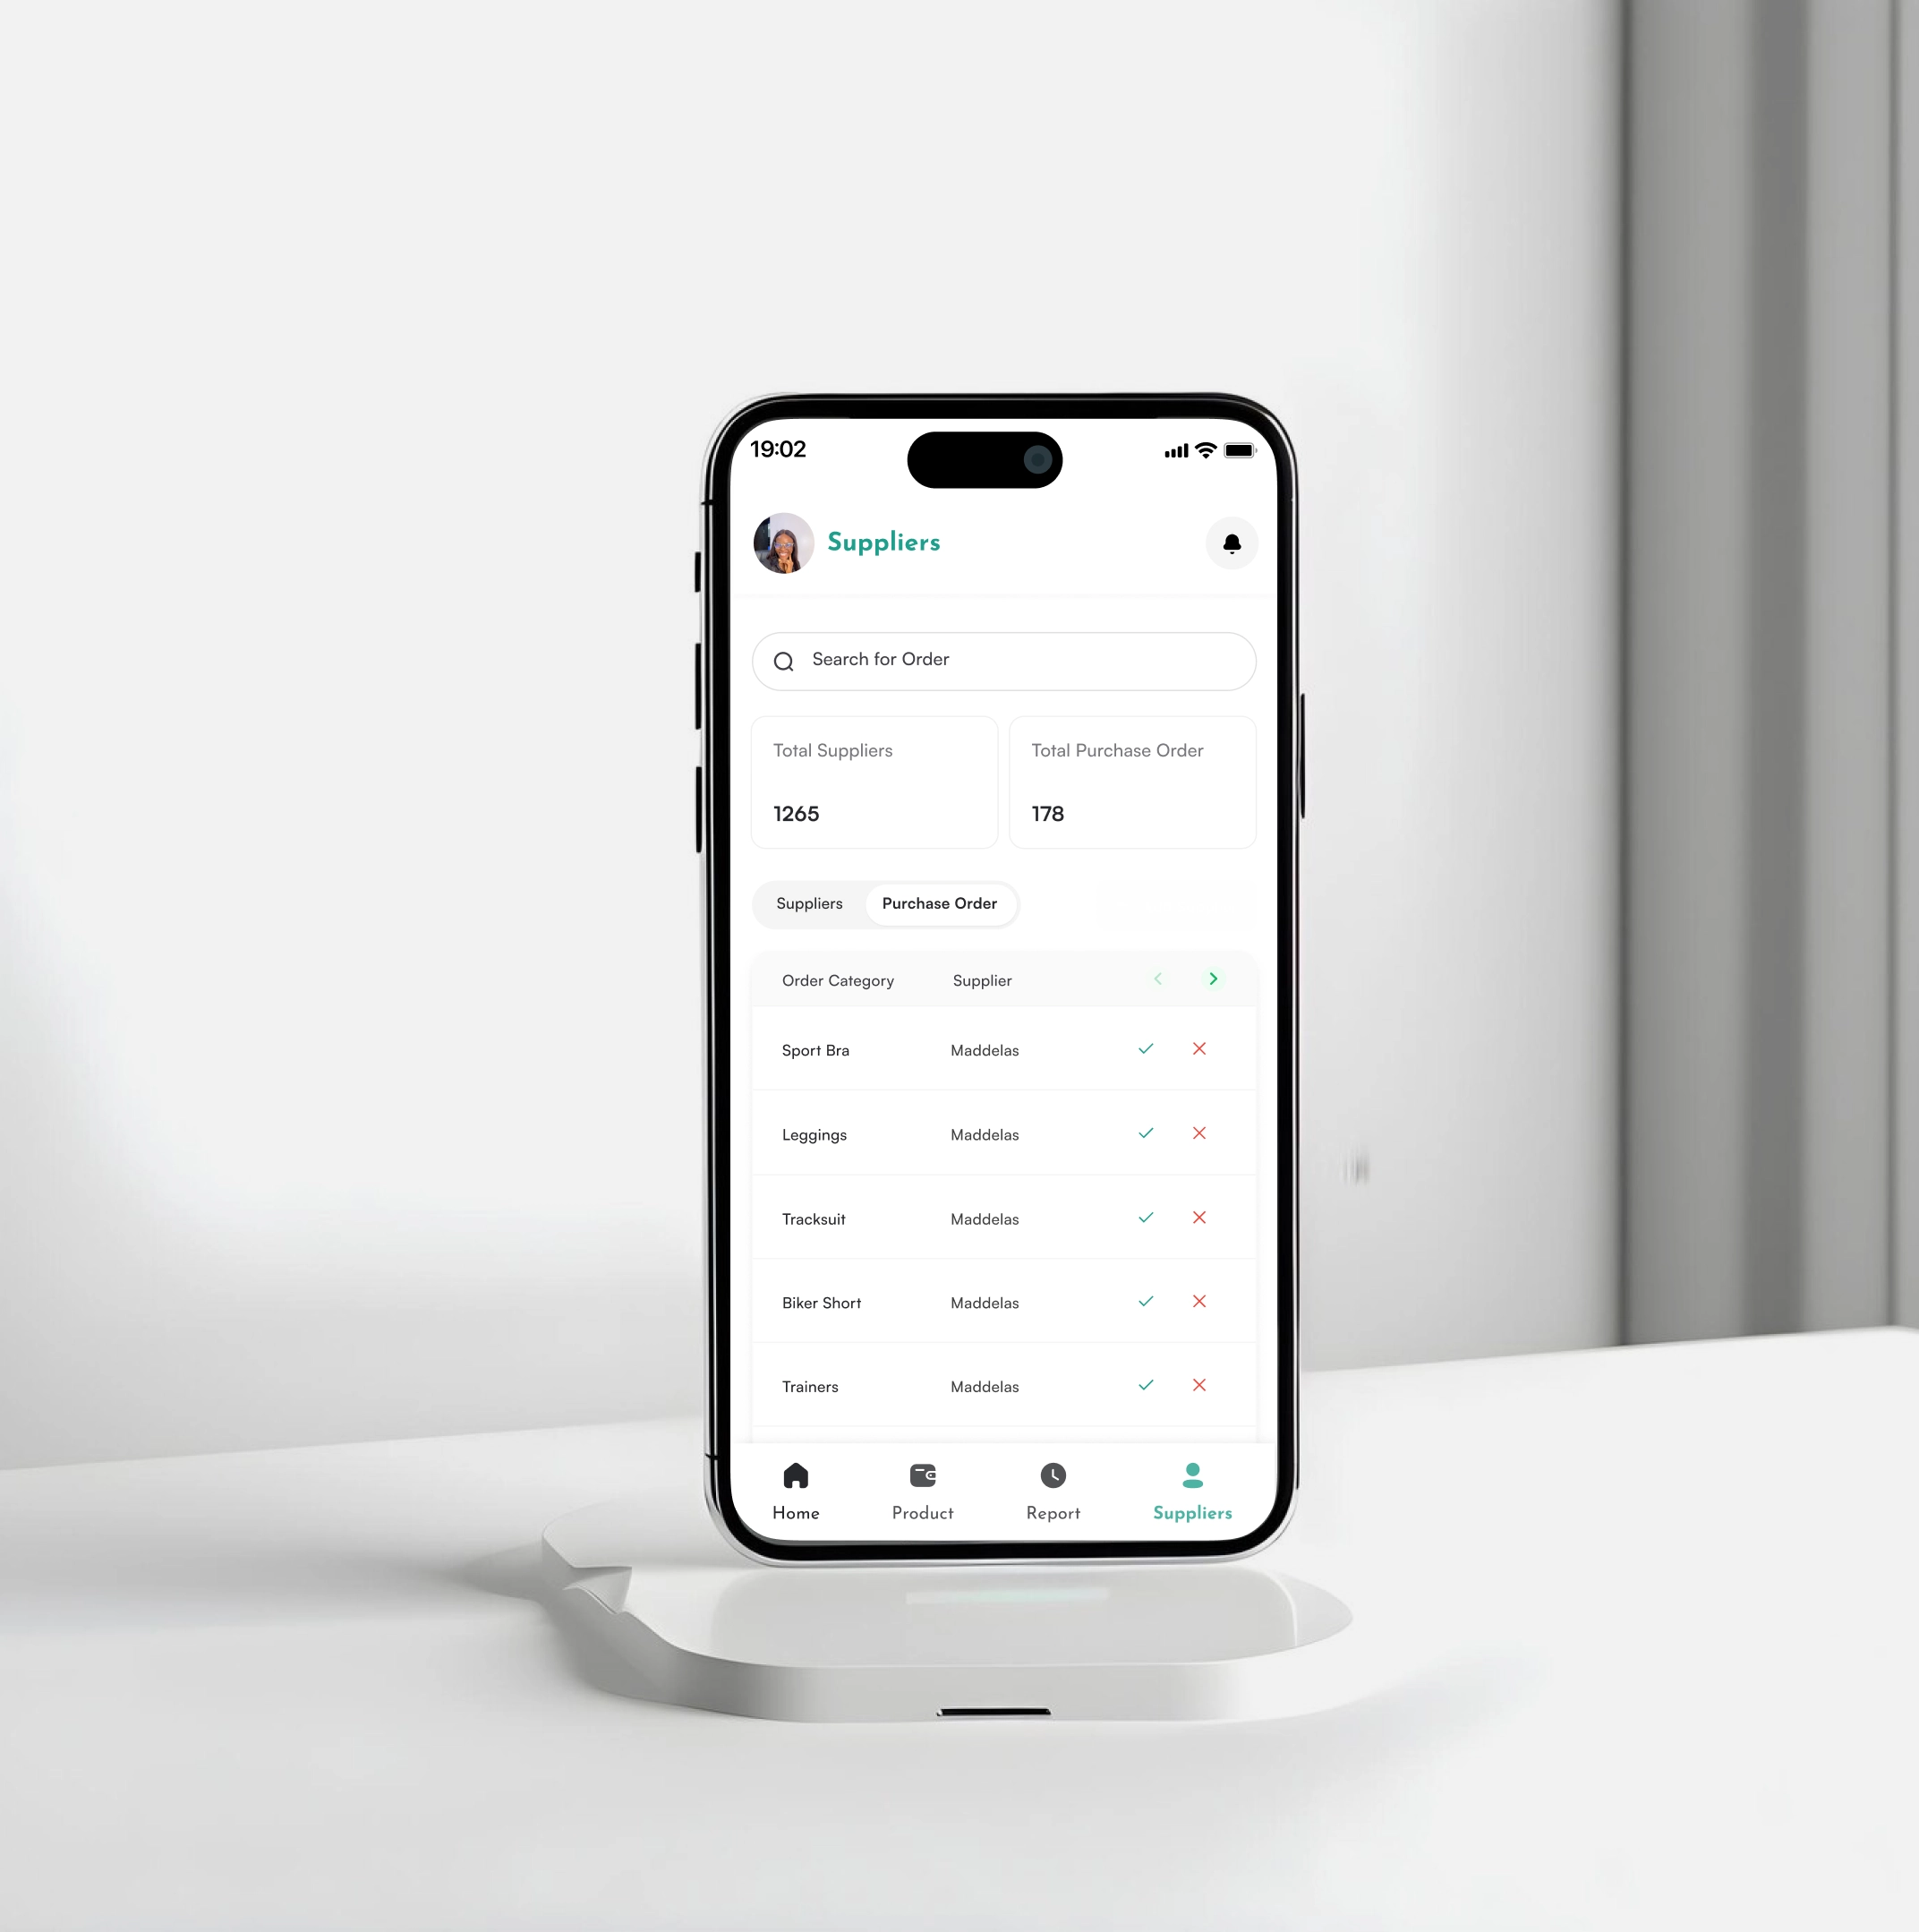 19:02
Suppliers
Search for Order
Total Suppliers
Total Purchase Order
1265
178
Suppliers
Purchase Order
Order Category
Supplier
Sport Bra
Maddelas
Leggings
Maddelas
Tracksuit
Maddelas
Biker Short
Maddelas
Trainers
Maddelas
Home
Product
Report
Suppliers